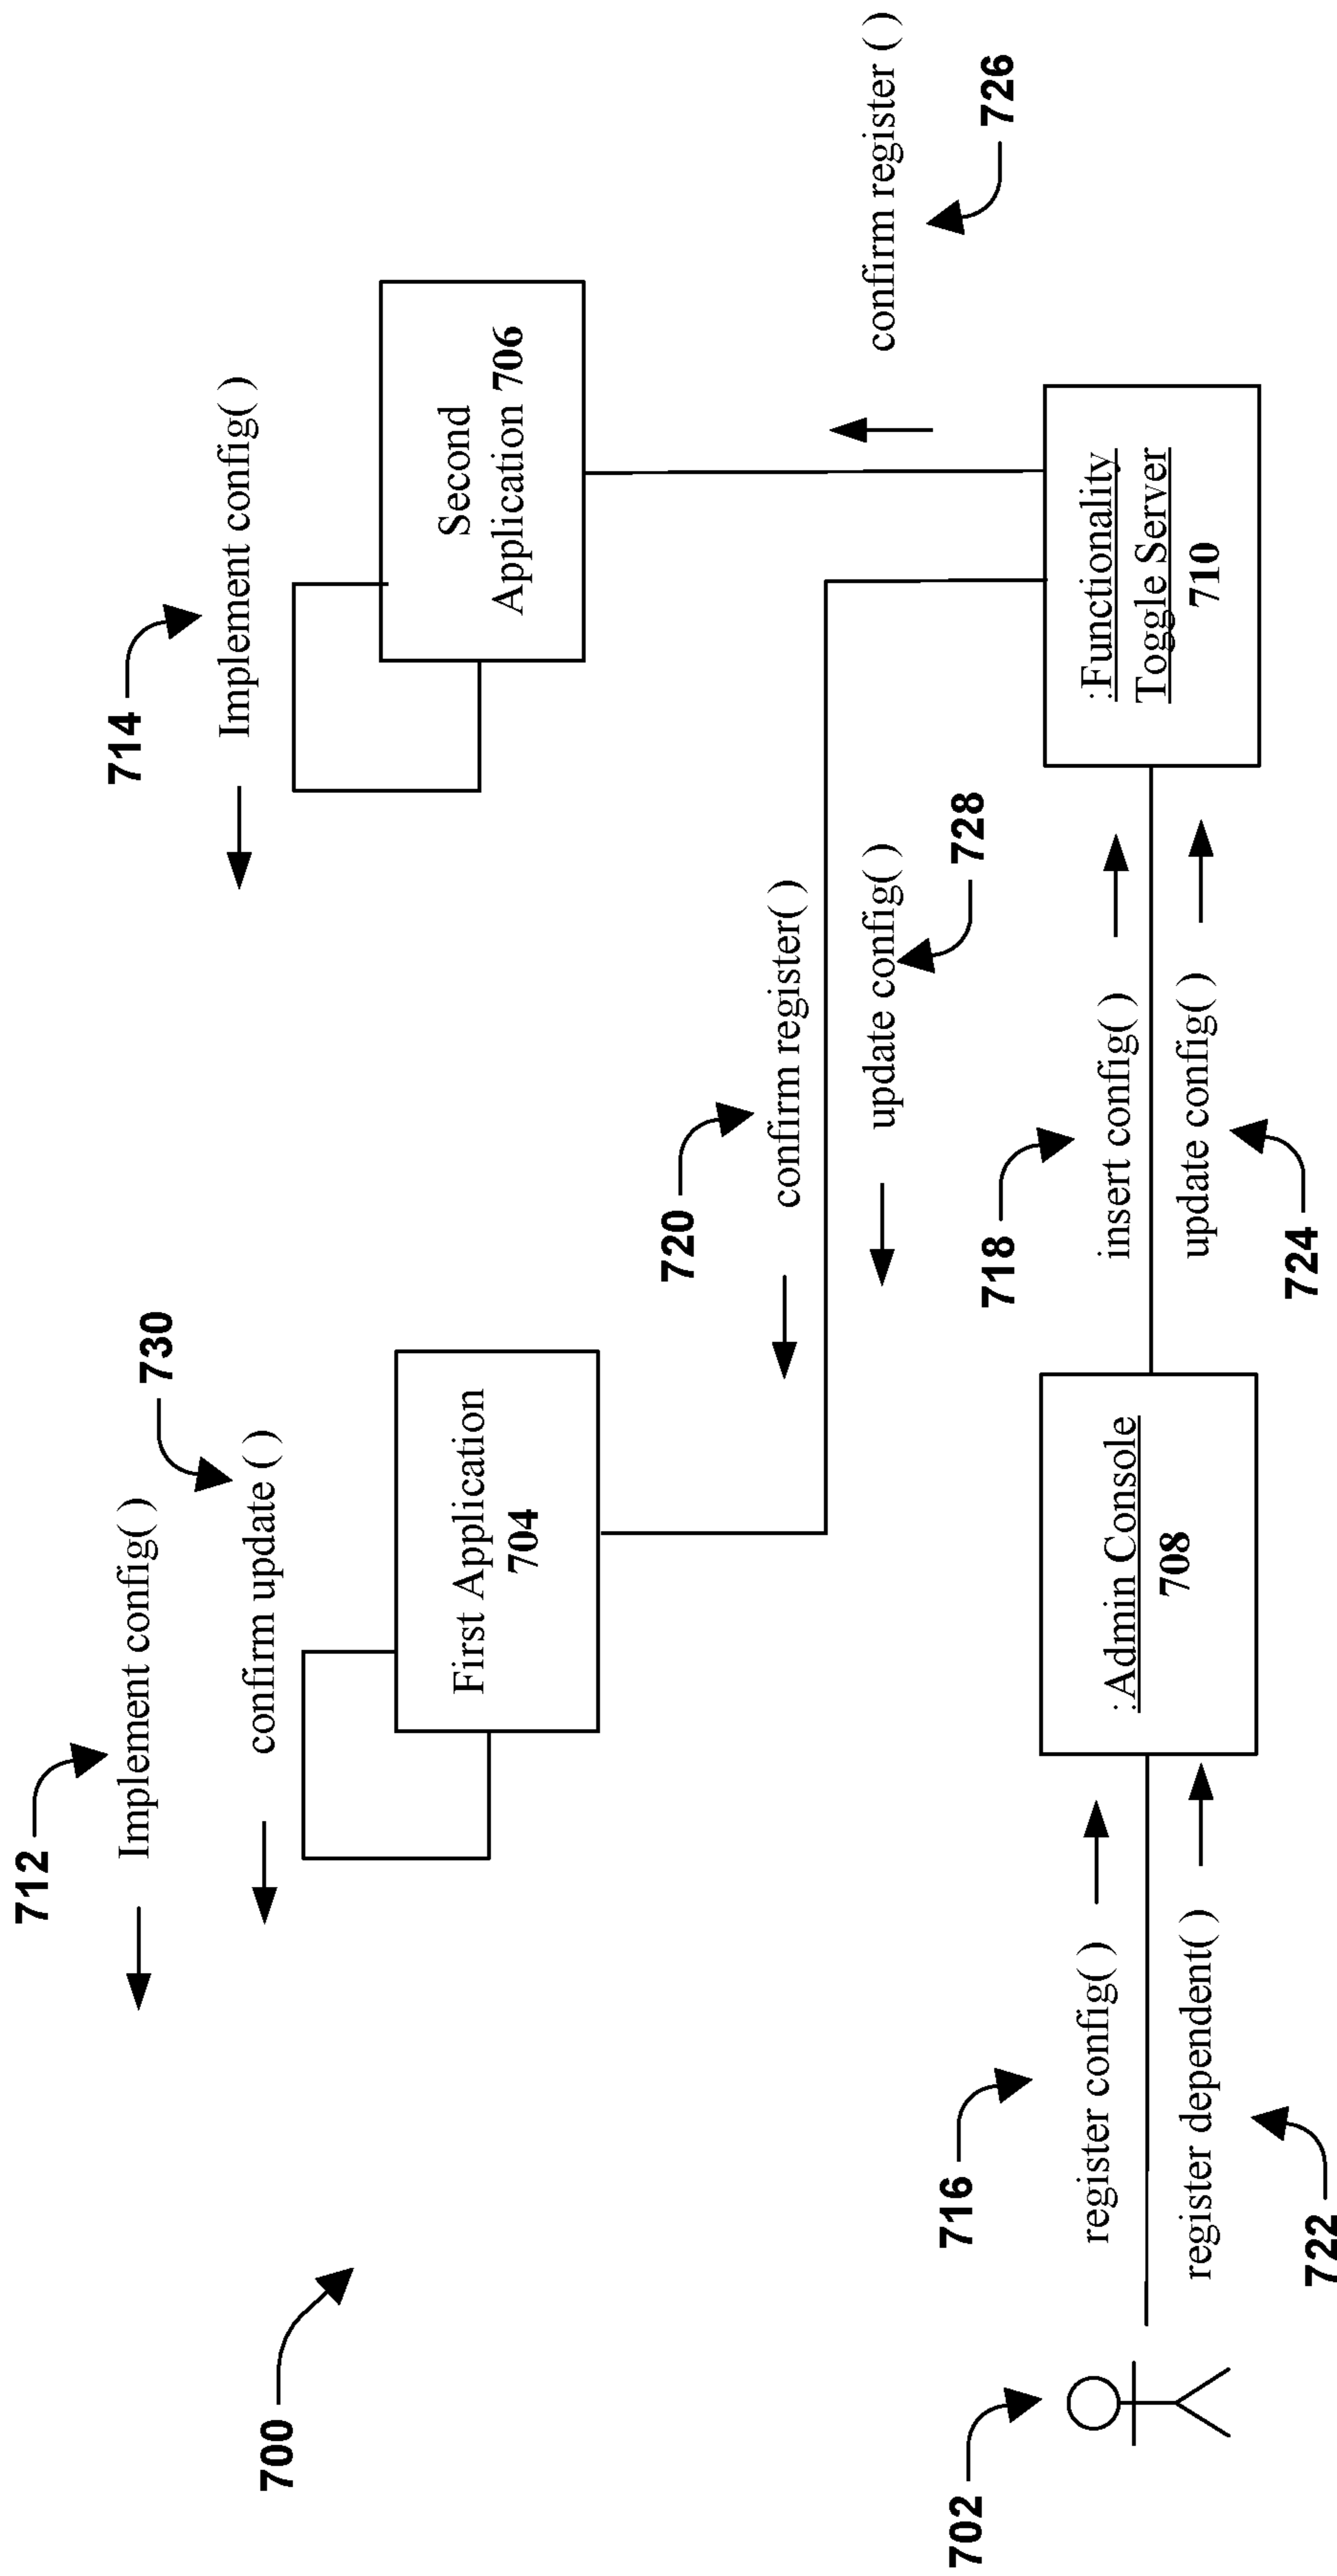 712
Implement config( )
730
confirm update ( )
First Application
704
714
Implement config( )
Second
Application 706
700
720
confirm register( )
update config( )
728
confirm register ( )
726
702
716
register config( )
register dependent( )
722
:Admin Console
708
718
insert config( )
update config( )
724
:Functionality
Toggle Server
710